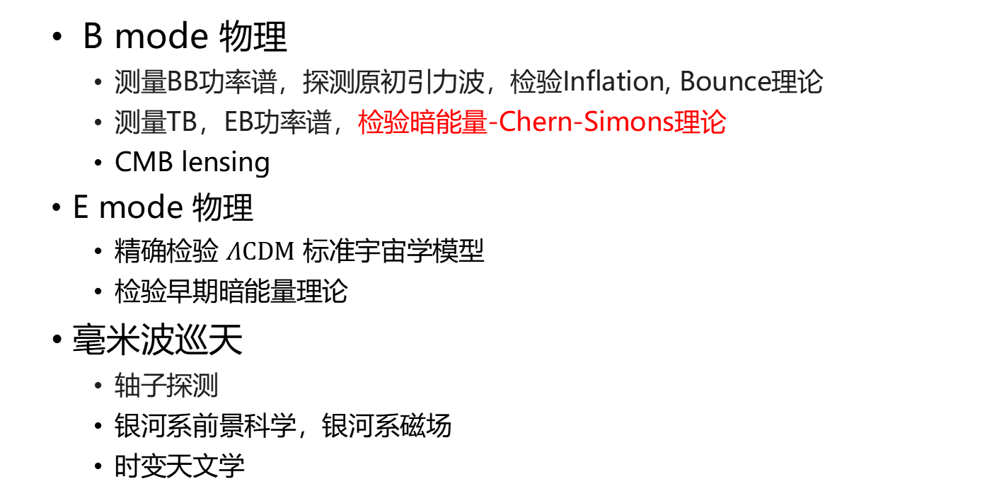 • B mode 物理
• 测量BB功率谱，探测原初引力波，检验Inflation, Bounce理论
• 测量TB，EB功率谱，检验暗能量-Chern-Simons理论
• CMB lensing
• E mode 物理
• 精确检验 ΛCDM 标准宇宙学模型
• 检验早期暗能量理论
• 毫米波巡天
• 轴子探测
• 银河系前景科学，银河系磁场
• 时变天文学